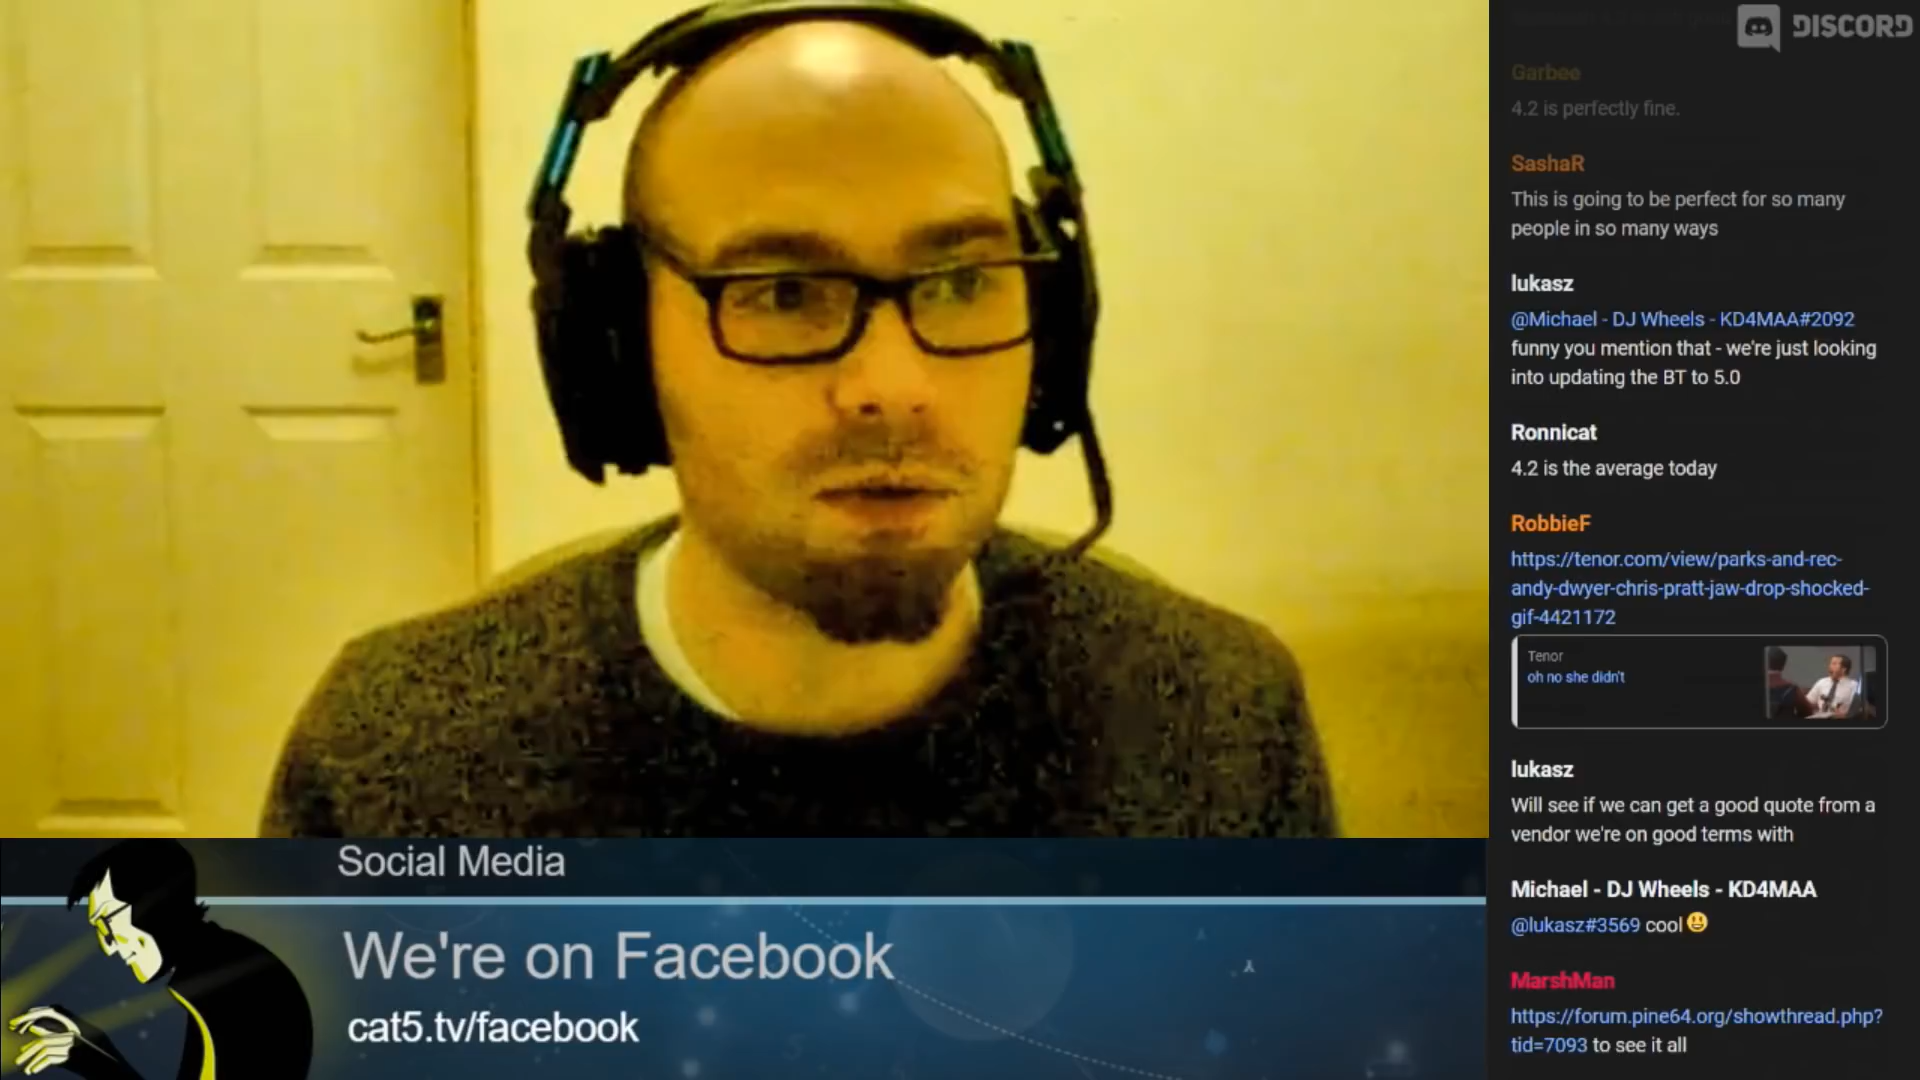 DISCORD
Garbee
4.2 is perfectly fine.
SashaR
This is going to be perfect for so many
people in so many ways
lukasz
@Michael - DJ Wheels - KD4MAA#2092
funny you mention that - we're just looking
into updating the BT to 5.0
Ronnicat
4.2 is the average today
RobbieF
https://tenor.com/view/parks-and-rec-
andy-dwyer-chris-pratt-jaw-drop-shocked-
gif-4421172
Tenor
oh no she didn't
lukasz
Will see if we can get a good quote from a
vendor we're on good terms with
Michael - DJ Wheels - KD4MAA
@lukasz#3569 cool
MarshMan
https://forum.pine64.org/showthread.php?
tid=7093 to see it all
Social Media
We're on Facebook
cat5.tv/facebook